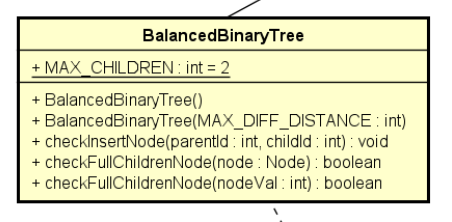 BalancedBinaryTree
+ MAX_CHILDREN : int = 2
+ BalancedBinaryTree()
+ BalancedBinaryTree(MAX_DIFF_DISTANCE : int)
+ checkInsertNode(parentId : int, childId : int) : void
+ checkFullChildrenNode(node : Node) : boolean
+ checkFullChildrenNode(nodeVal : int) : boolean